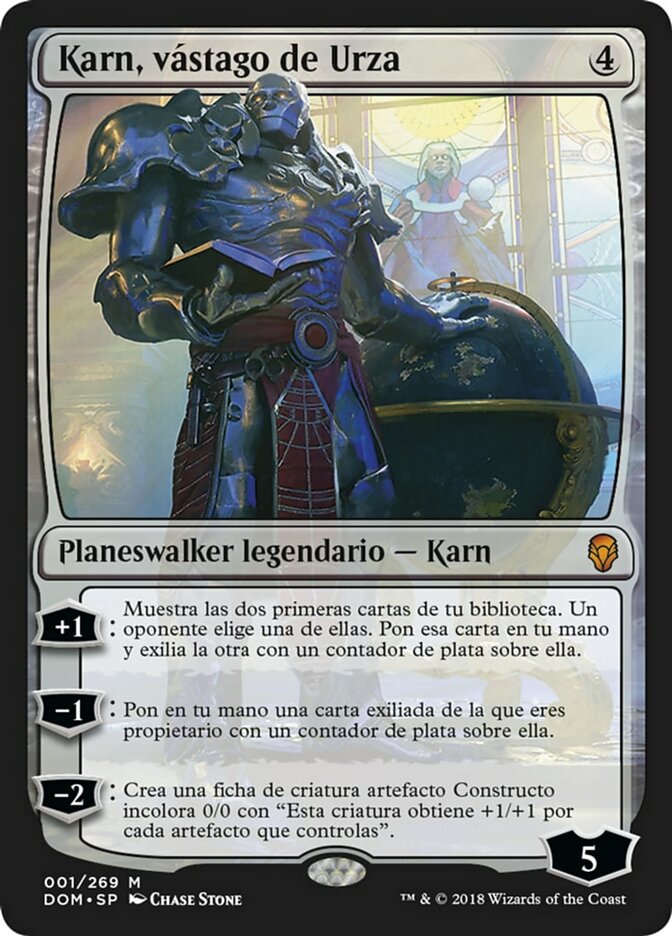 Karn, vástago de Urza
4
Planeswalker legendario — Karn
+1
: Muestra las dos primeras cartas de tu biblioteca. Un
oponente elige una de ellas. Pon esa carta en tu mano
y exilia la otra con un contador de plata sobre ella.
−1
: Pon en tu mano una carta exiliada de la que eres
propietario con un contador de plata sobre ella.
−2
: Crea una ficha de criatura artefacto Constructo
incolora 0/0 con “Esta criatura obtiene +1/+1 por
cada artefacto que controlas”.
5
001/269 M
DOM • SP Chase Stone
™ & © 2018 Wizards of the Coast